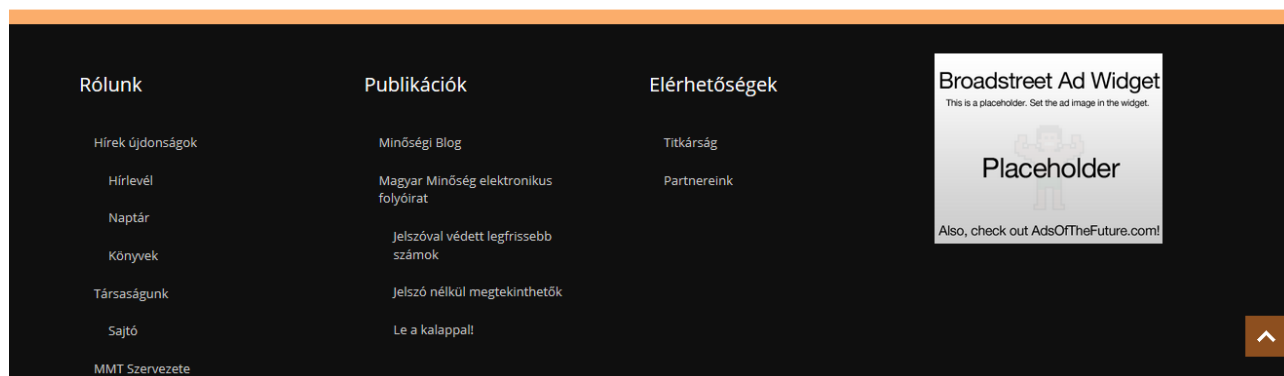 Rólunk
Hírek újdonságok
Hírlevél
Naptár
Könyvek
Társaságunk
Sajtó
MMT Szervezete
Publikációk
Minőségi Blog
Magyar Minőség elektronikus
folyóirat
Jelszóval védett legfrissebb
számok
Jelszó nélkül megtekinthetők
Le a kalappal!
Elérhetőségek
Titkárság
Partnereink
Broadstreet Ad Widget
This is a placeholder. Set the ad image in the widget.
Placeholder
Also, check out AdsOfTheFuture.com!